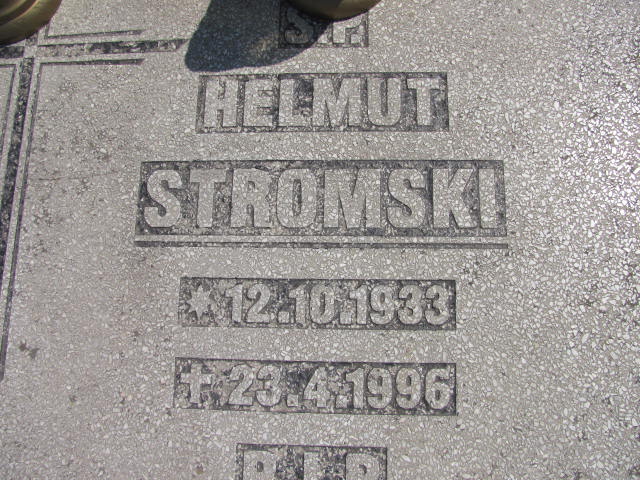 Ś.P.
HELMUT
STROMSKI
* 12.10.1933
✝ 23.4.1996
R.I.P